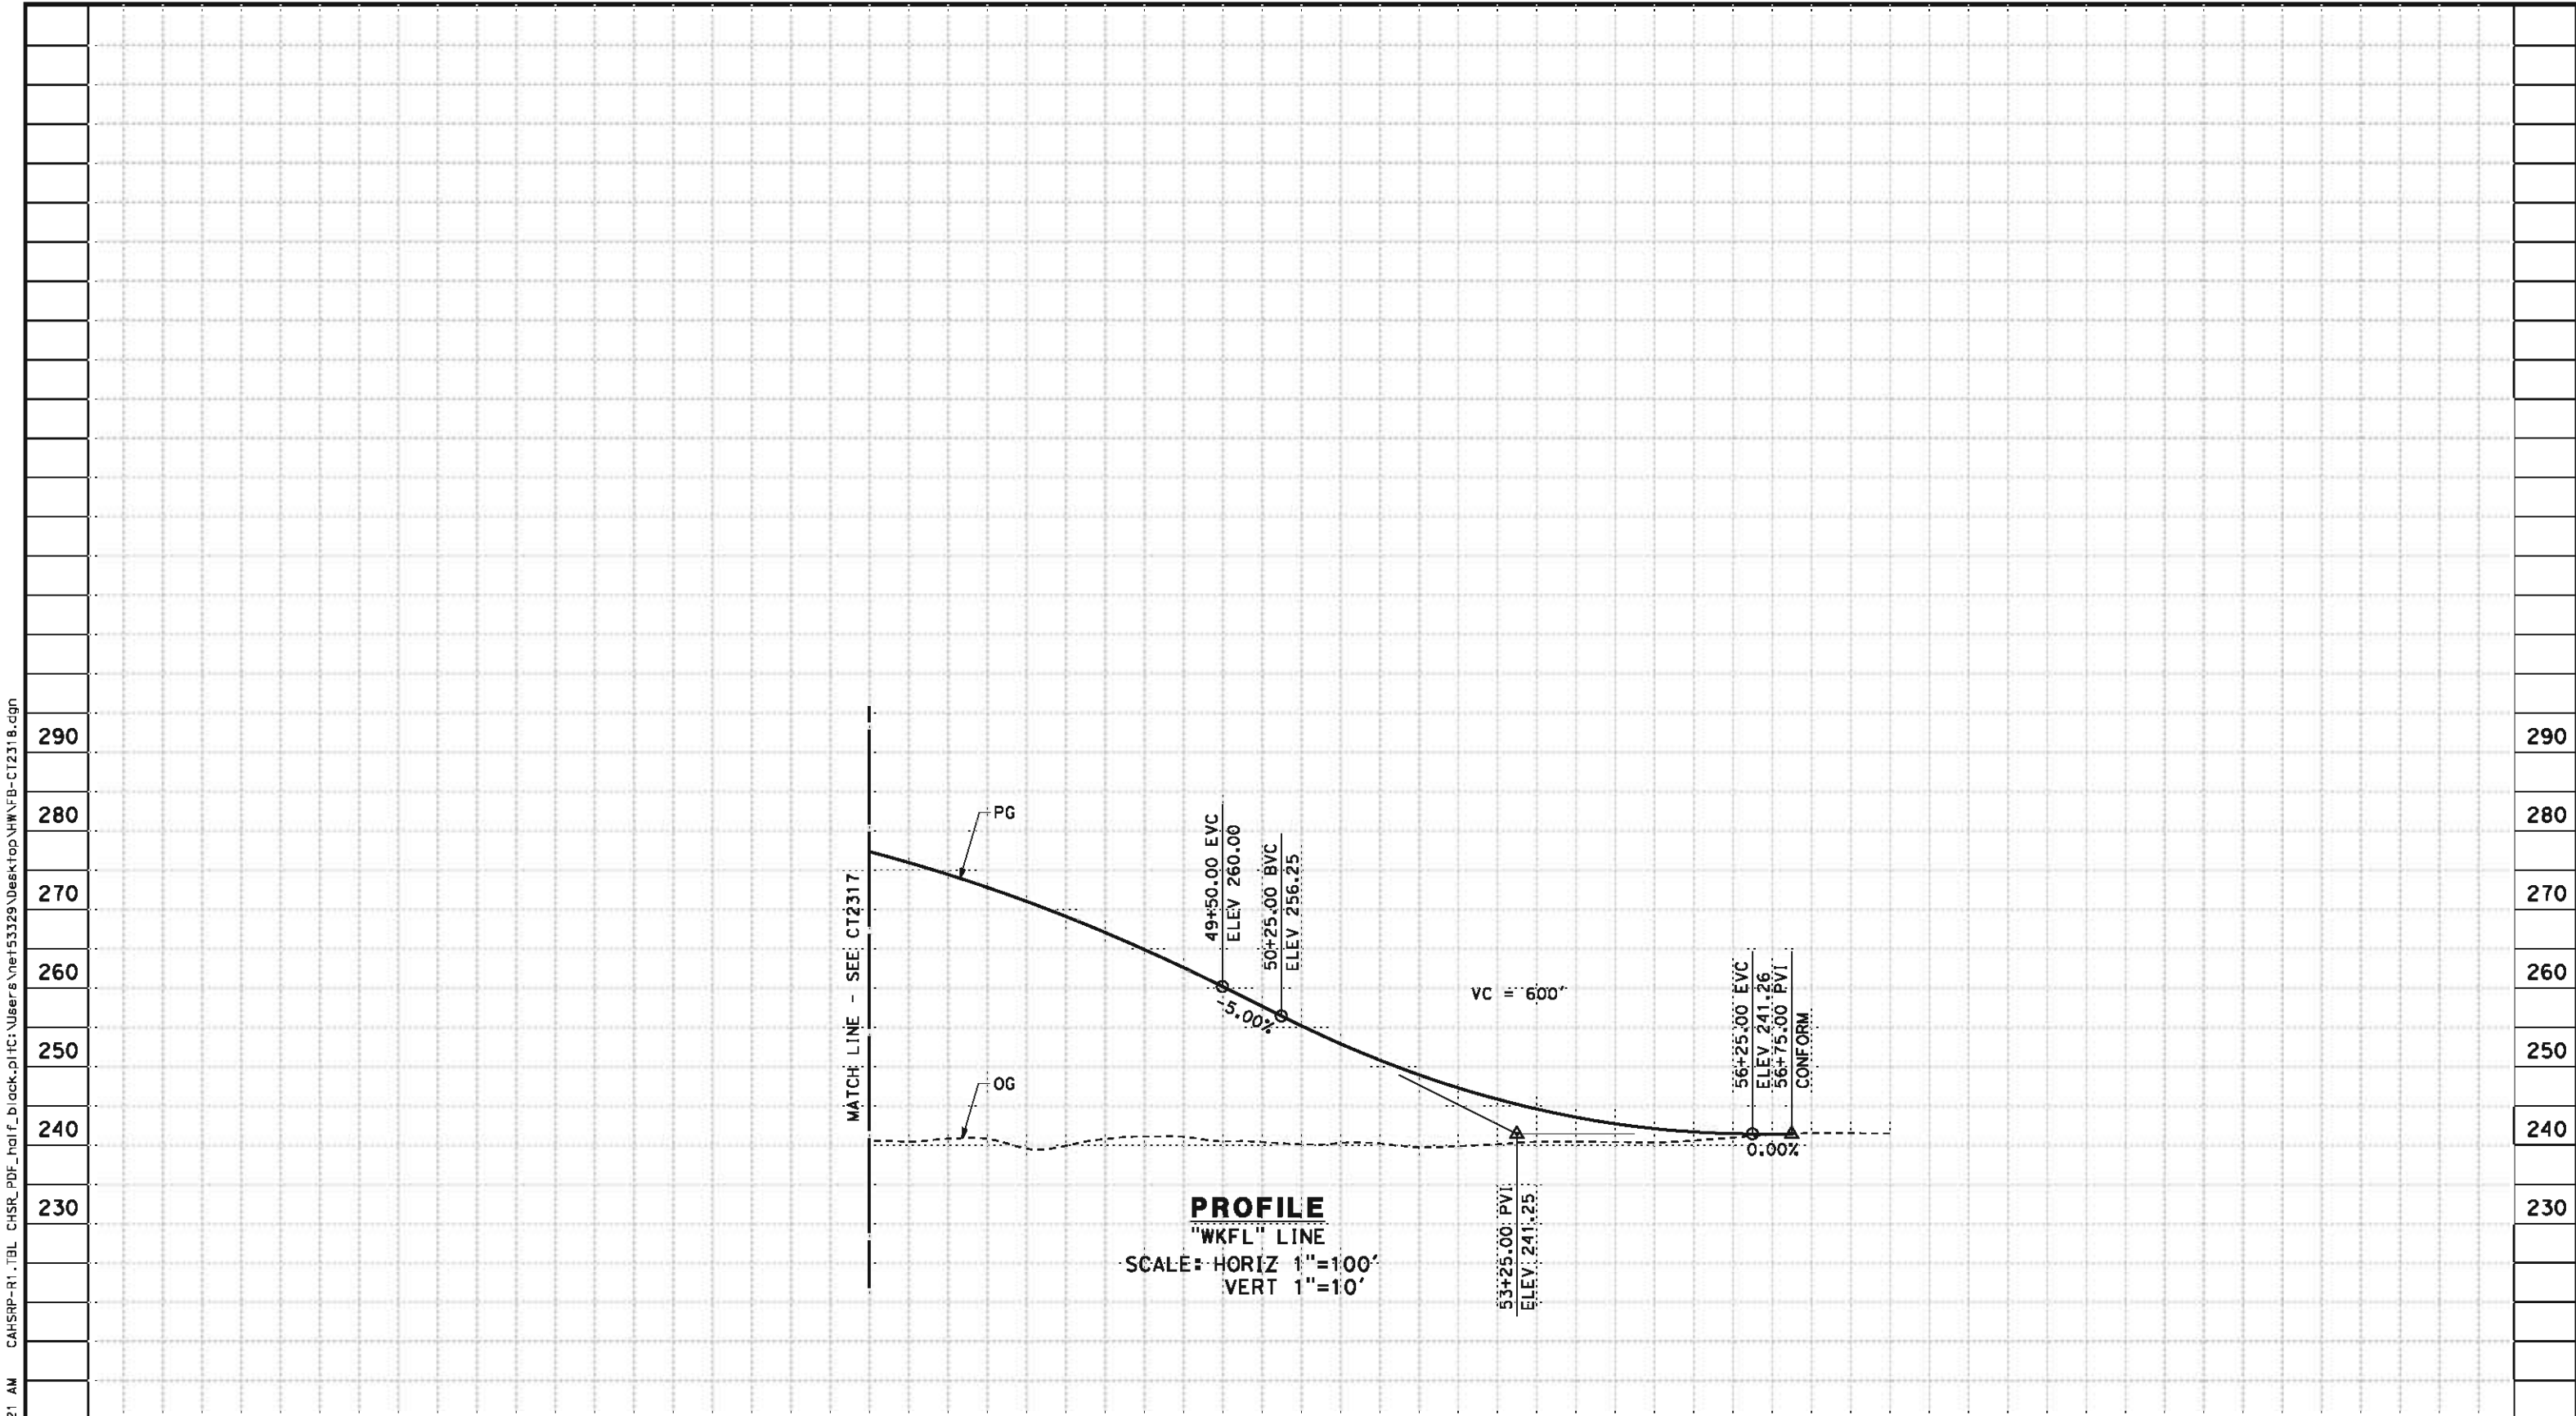 290
280
270
260
250
240
230
290
280
270
260
250
240
230
PG
OG
MATCH LINE - SEE CT2317
49+50.00 EVC
ELEV 260.00
50+25.00 BVC
ELEV 256.25
-5.00%
VC = 600'
56+25.00 EVC
ELEV 241.26
56+75.00 PVI
CONFORM
0.00%
53+25.00 PVI
ELEV 241.25
PROFILE
"WKFL" LINE
SCALE: HORIZ 1"=100'
VERT 1"=10'
21 AM CAHSRP-R1.TBL CHSR_PDF_half_black.pltC:\Users\net53329\Desktop\HW\FB-CT2318.dgn